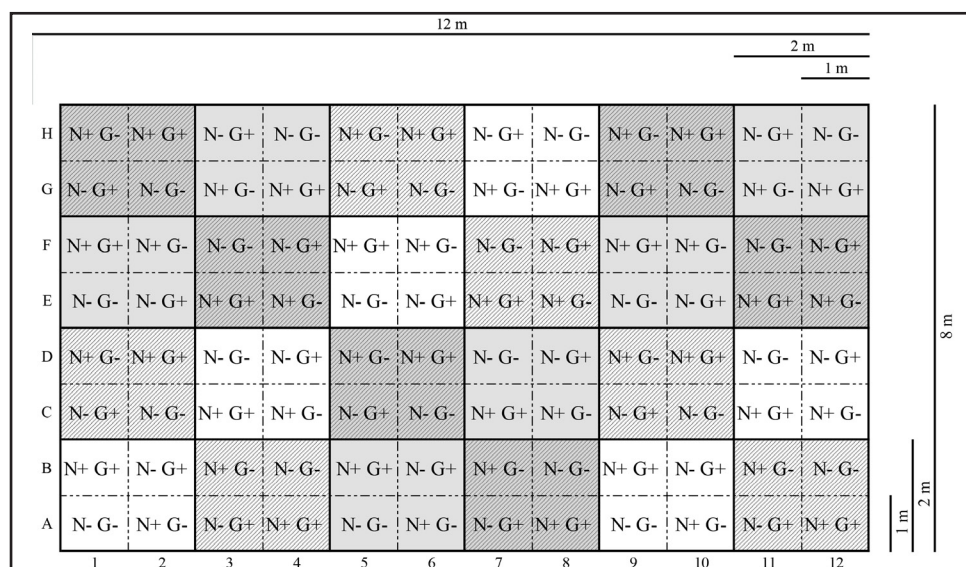 12 m
2 m
1 m
H N+ G- N+ G+ N- G+ N- G- N+ G- N+ G+ N- G+ N- G- N+ G- N+ G+ N- G+ N- G-
G N- G+ N- G- N+ G- N+ G+ N- G+ N- G- N- G- N+ G+ N- G+ N- G- N+ G- N+ G+
F N+ G+ N+ G- N- G- N- G+ N+ G+ N+ G- N- G- N- G+ N+ G+ N+ G- N- G- N- G+
E N- G- N- G+ N+ G+ N+ G- N- G- N- G+ N+ G+ N+ G- N- G- N- G+ N+ G+ N+ G-
8 m
D N+ G- N+ G+ N- G- N- G+ N+ G- N+ G+ N- G- N- G+ N+ G- N+ G+ N- G- N- G+
C N- G+ N- G- N+ G+ N+ G- N- G+ N- G- N+ G+ N+ G- N- G+ N- G- N+ G+ N+ G-
B N+ G+ N- G+ N+ G- N- G- N+ G+ N- G+ N+ G- N- G- N+ G+ N- G+ N+ G- N- G-
A N- G- N+ G- N- G+ N+ G+ N- G- N+ G- N- G+ N+ G+ N- G- N+ G- N- G+ N+ G+
1 m
2 m
1 2 3 4 5 6 7 8 9 10 11 12